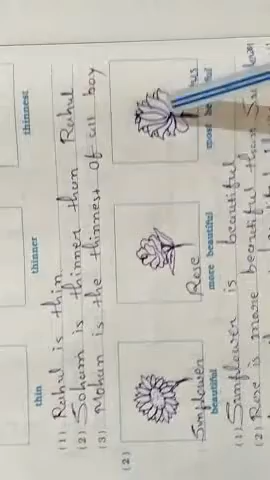 thin thinner thinnest
(1) Rahul is thin
(2) Soham is thinner than Rahul
(3) Mohan is the thinnest of all boy
(2)
Sunflower Rose
beautiful more beautiful most
(1) Sunflower is beautiful
(2) Rose is more beautiful than